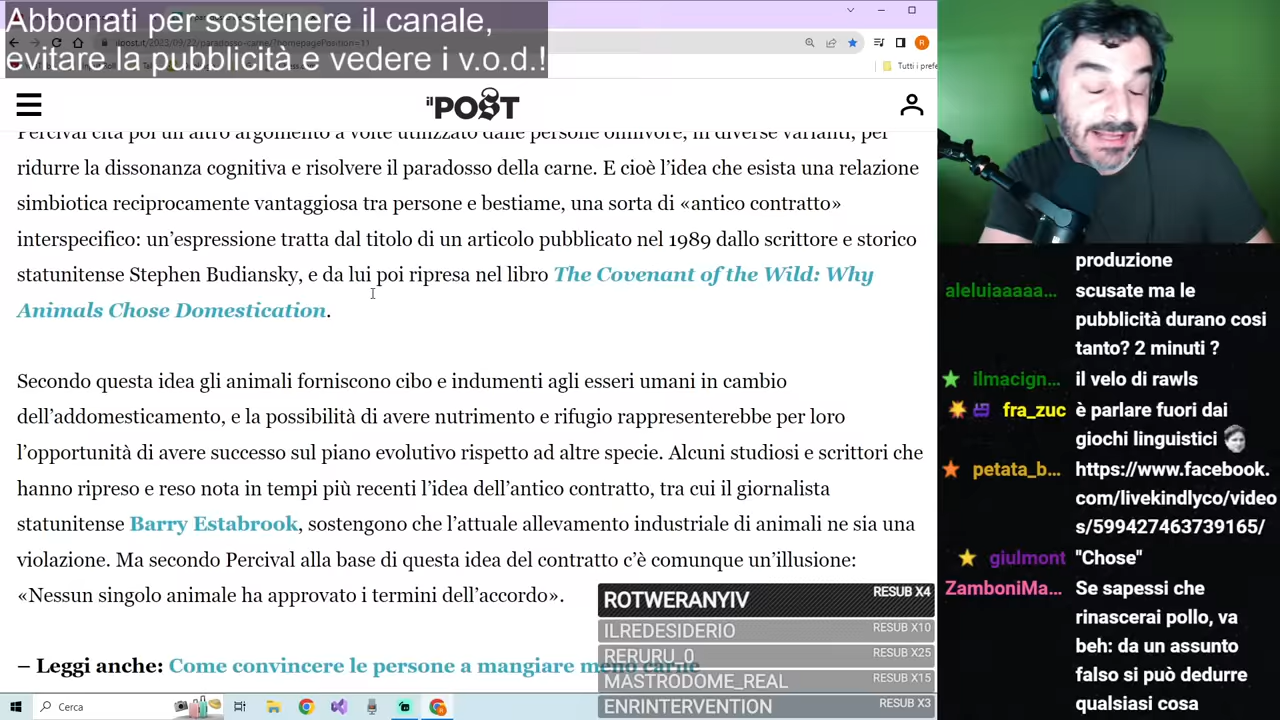 Abbonati per sostenere il canale,
evitare la pubblicità e vedere i v.o.d.!
Tutti i prefe
il POST
Percival cita poi un altro argomento a volte utilizzato dalle persone onnivore, in diverse varianti, per
ridurre la dissonanza cognitiva e risolvere il paradosso della carne. E cioè l’idea che esista una relazione
simbiotica reciprocamente vantaggiosa tra persone e bestiame, una sorta di «antico contratto»
interspecifico: un’espressione tratta dal titolo di un articolo pubblicato nel 1989 dallo scrittore e storico
statunitense Stephen Budiansky, e da lui poi ripresa nel libro The Covenant of the Wild: Why
Animals Chose Domestication.
Secondo questa idea gli animali forniscono cibo e indumenti agli esseri umani in cambio
dell’addomesticamento, e la possibilità di avere nutrimento e rifugio rappresenterebbe per loro
l’opportunità di avere successo sul piano evolutivo rispetto ad altre specie. Alcuni studiosi e scrittori che
hanno ripreso e reso nota in tempi più recenti l’idea dell’antico contratto, tra cui il giornalista
statunitense Barry Estabrook, sostengono che l’attuale allevamento industriale di animali ne sia una
violazione. Ma secondo Percival alla base di questa idea del contratto c’è comunque un’illusione:
«Nessun singolo animale ha approvato i termini dell’accordo».
– Leggi anche: Come convincere le persone a mangiare meno carne
ROTWERANYIV RESUB X4
ILREDESIDERIO RESUB X10
RERURU_0 RESUB X25
MASTRODOME_REAL RESUB X15
ENRINTERVENTION RESUB X3
Cerca
produzione
aleluiaaaaa... scusate ma le
pubblicità durano cosi
tanto? 2 minuti ?
ilmacign... il velo di rawls
fra_zuc è parlare fuori dai
giochi linguistici
petata_b... https://www.facebook.
com/livekindlyco/video
s/599427463739165/
giulmont "Chose"
ZamboniMa... Se sapessi che
rinascerai pollo, va
beh: da un assunto
falso si può dedurre
qualsiasi cosa